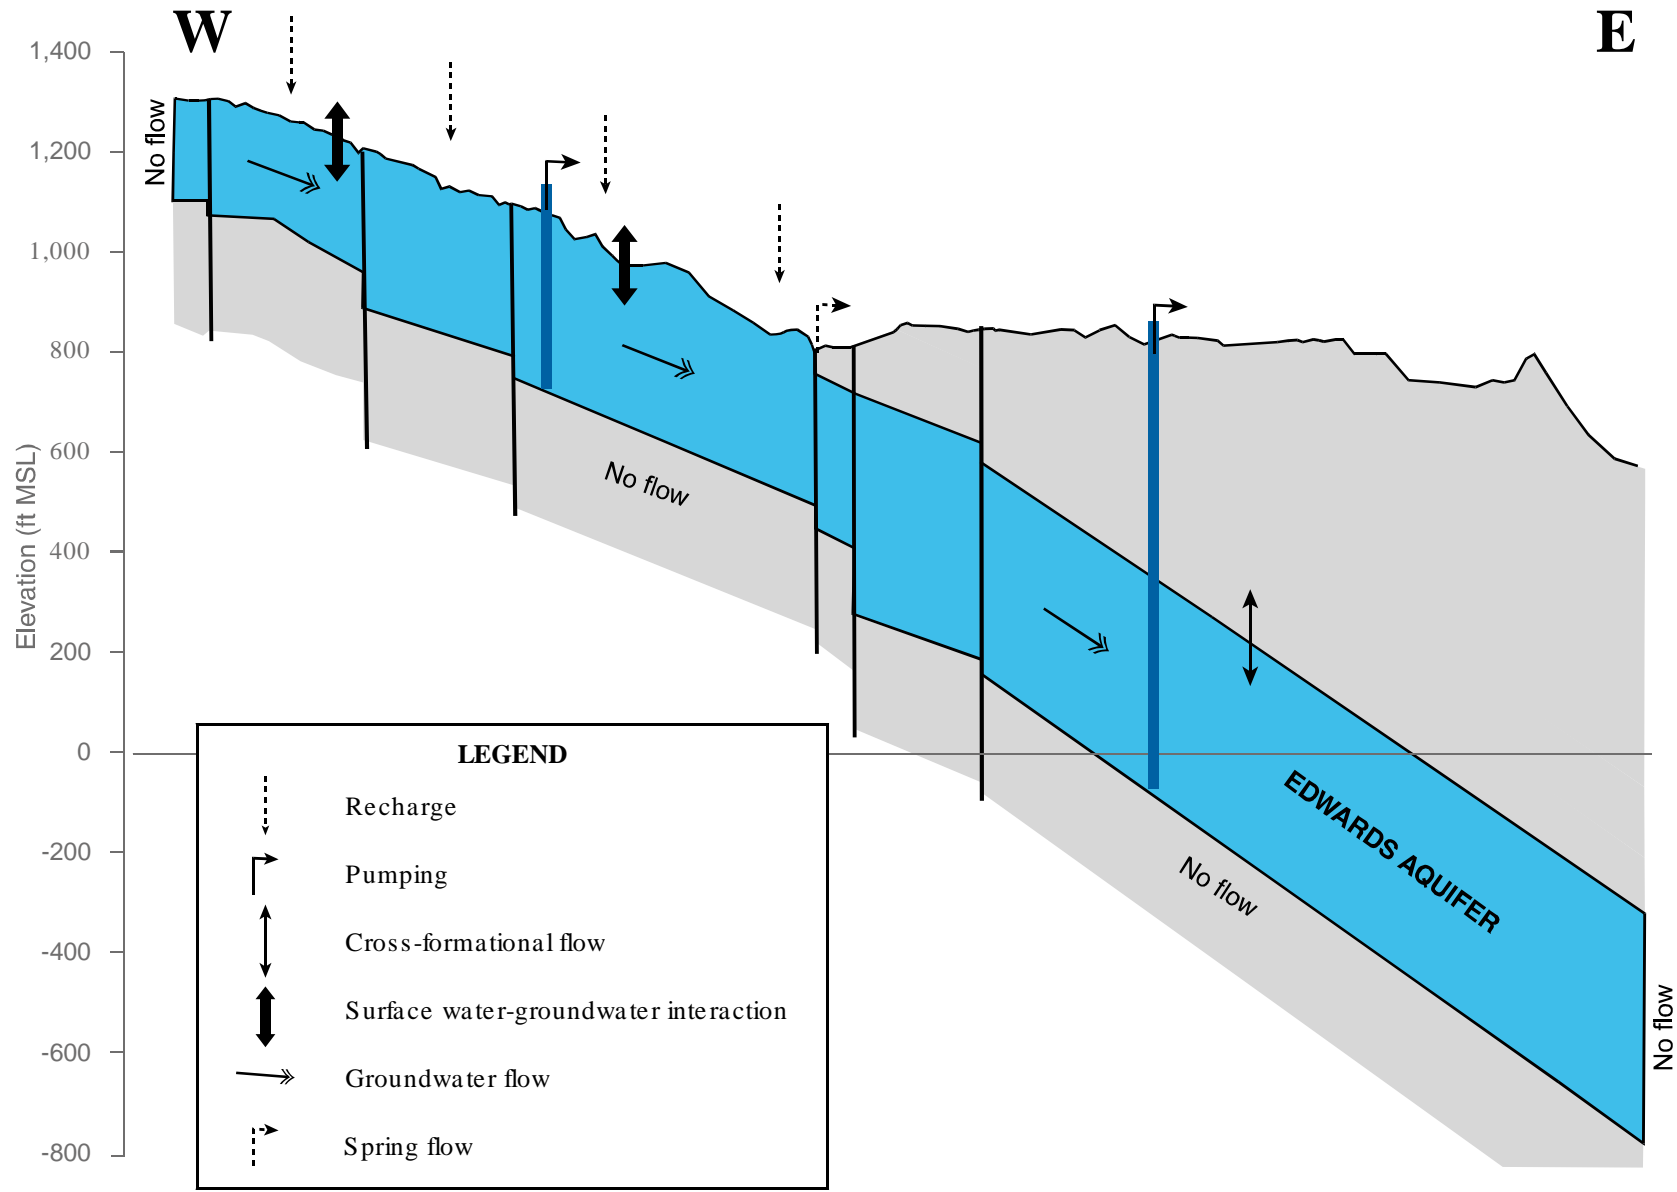 W
E
1,400
1,200
1,000
800
600
400
200
0
-200
-400
-600
-800
Elevation (ft MSL)
No flow
No flow
No flow
No flow
EDWARDS AQUIFER
LEGEND
Recharge
Pumping
Cross-formational flow
Surface water-groundwater interaction
Groundwater flow
Spring flow